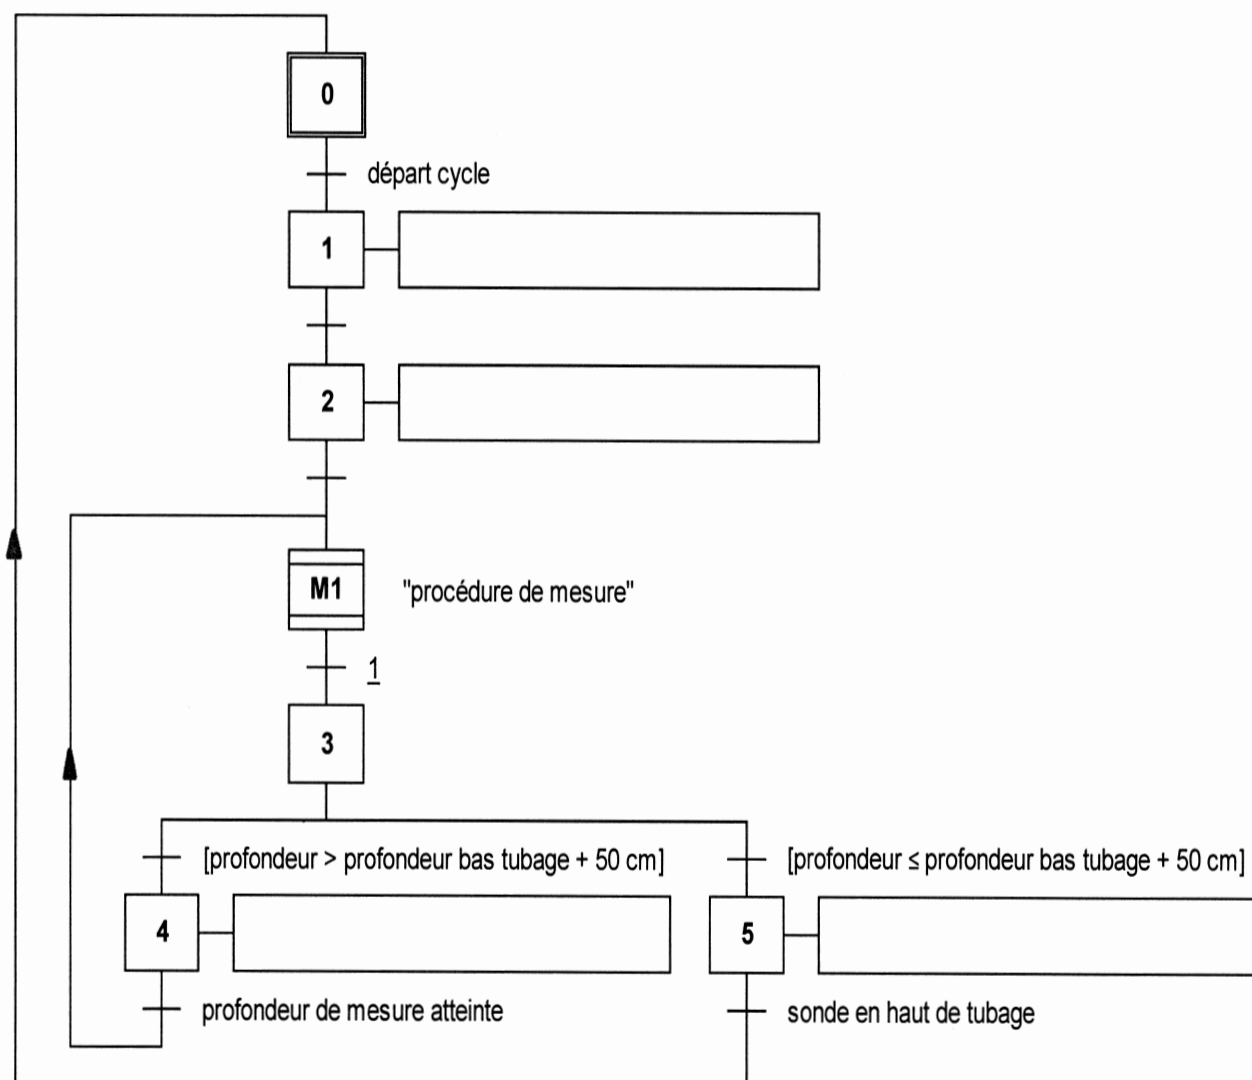 0
départ cycle
1
2
M1 "procédure de mesure"
1
3
[profondeur > profondeur bas tubage + 50 cm] [profondeur ≤ profondeur bas tubage + 50 cm]
4 5
profondeur de mesure atteinte sonde en haut de tubage